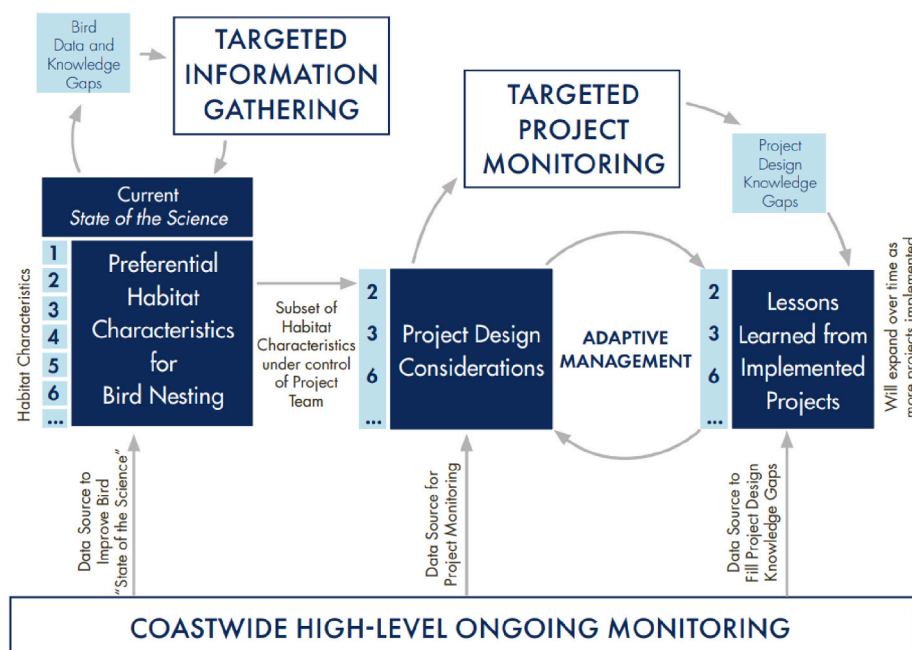 Bird
Data and
Knowledge
Gaps
TARGETED
INFORMATION
GATHERING
TARGETED
PROJECT
MONITORING
Project
Design
Knowledge
Gaps
Current
State of the Science
Habitat Characteristics
1
2
3
4
5
6
...
Preferential
Habitat
Characteristics
for
Bird Nesting
Subset of
Habitat
Characteristics
under control
of Project
Team
2
3
6
...
Project Design
Considerations
ADAPTIVE
MANAGEMENT
2
3
6
...
Lessons
Learned from
Implemented
Projects
Will expand over time as
more projects implemented
Data Source to
Improve Bird
"State of the Science"
Data Source for
Project Monitoring
Data Source to
Fill Project Design
Knowledge Gaps
COASTWIDE HIGH-LEVEL ONGOING MONITORING